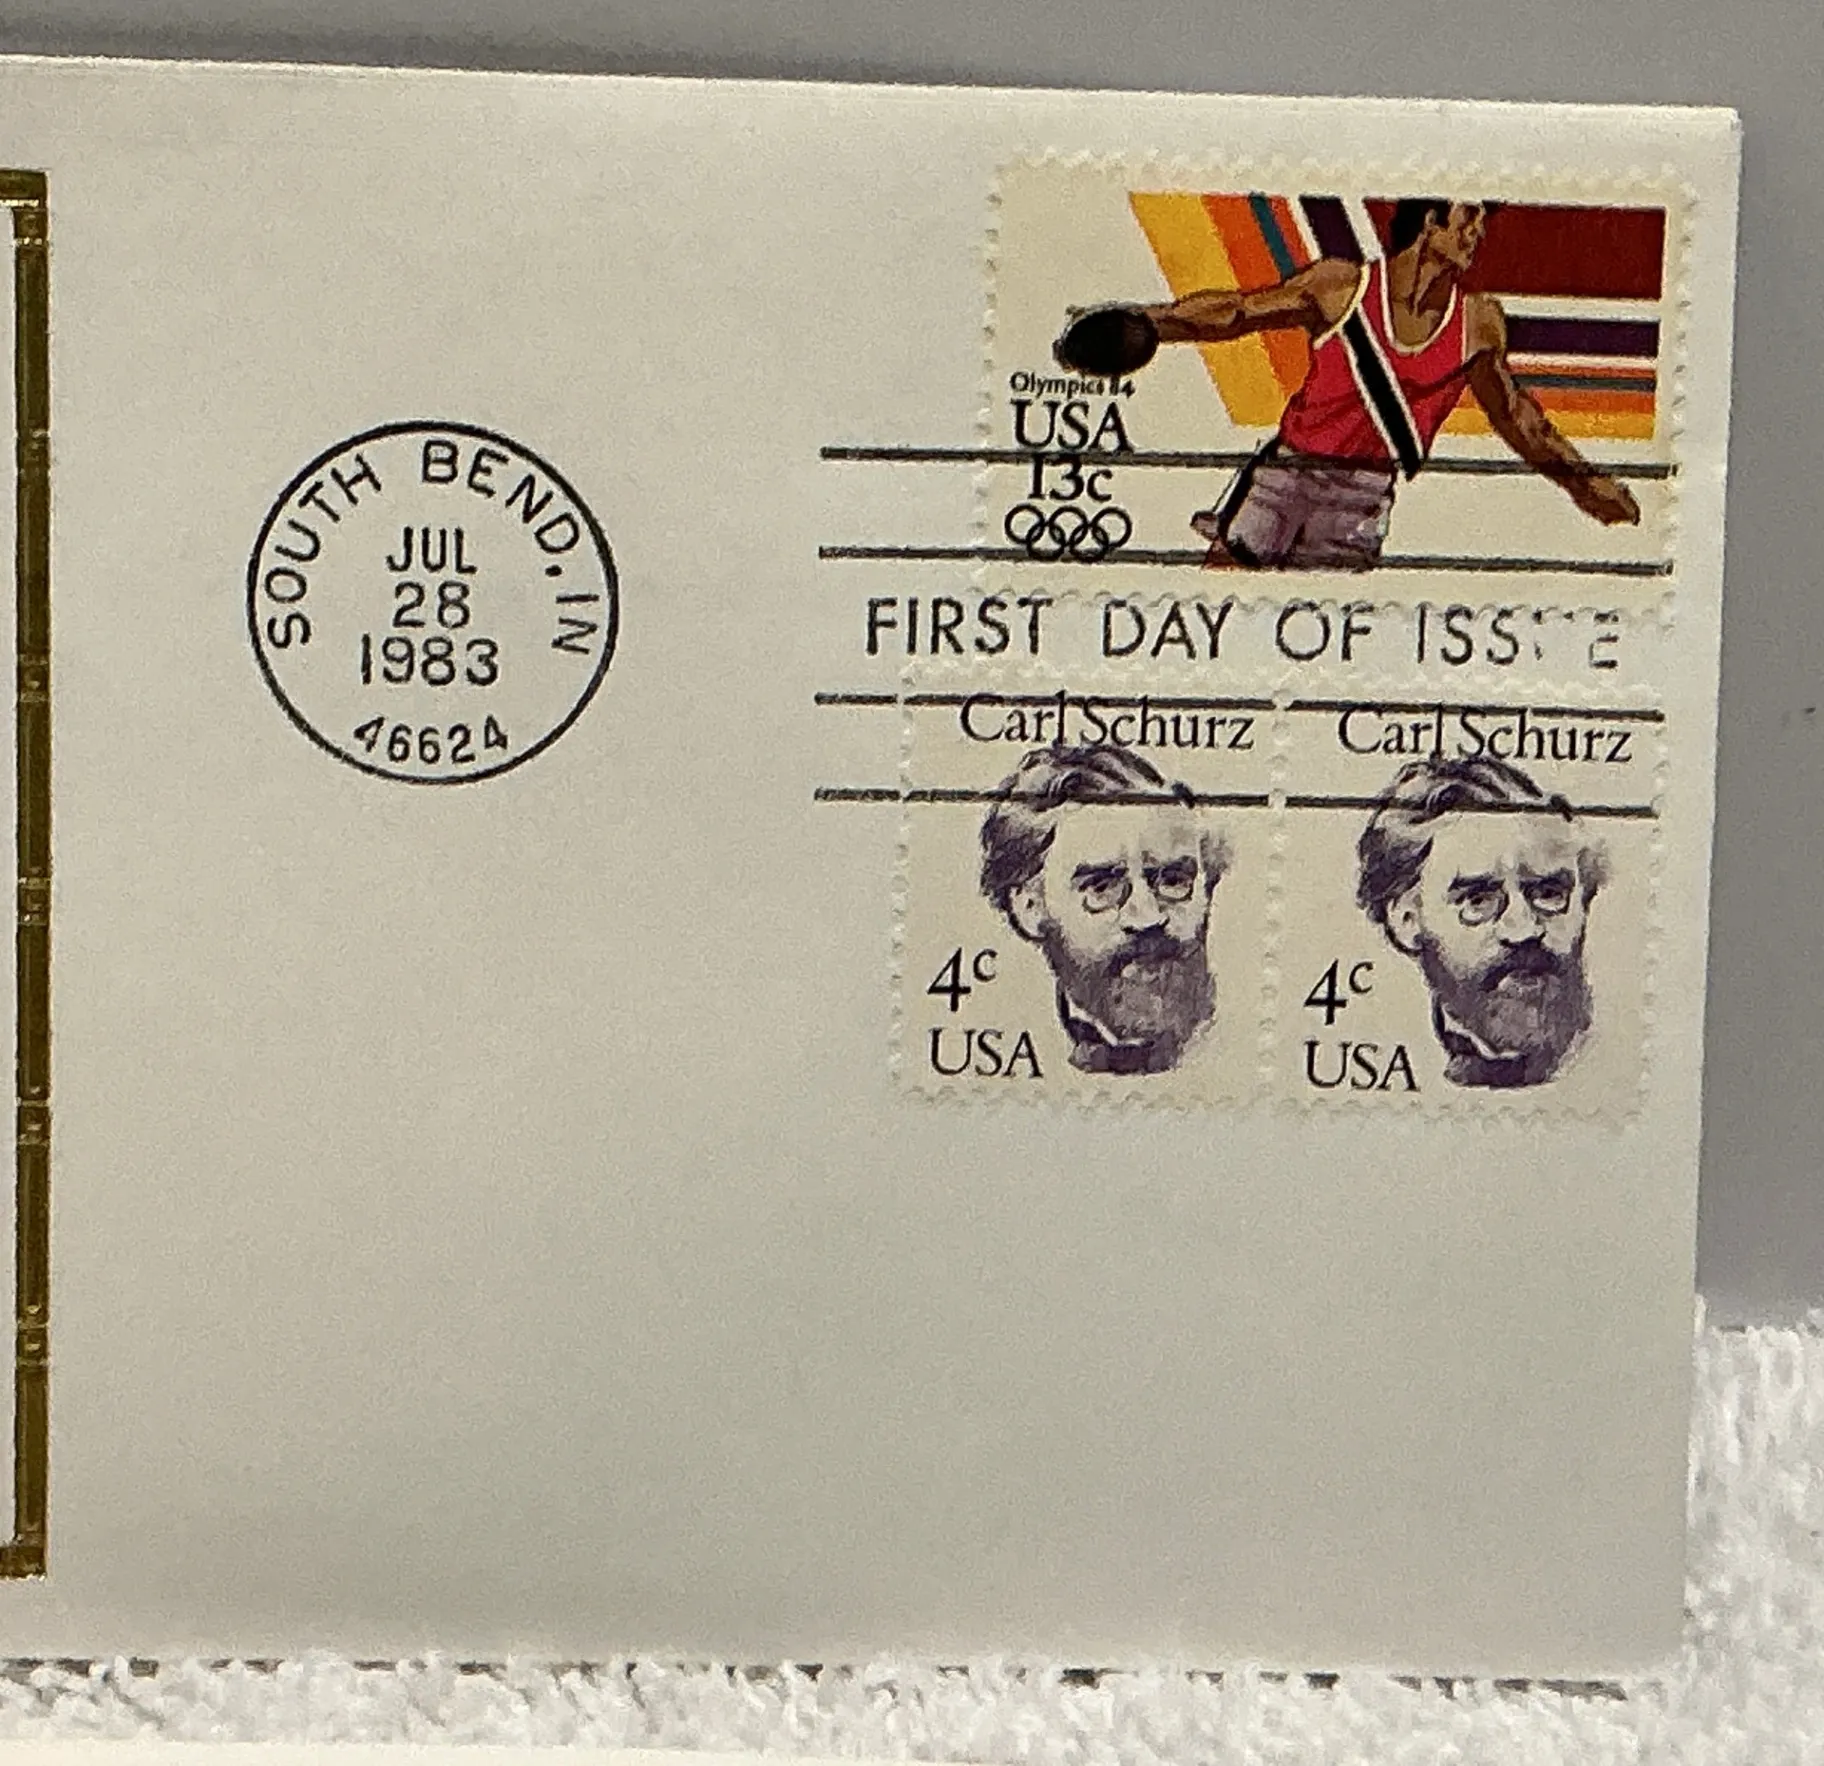 SOUTH BEND, IN
JUL
28
1983
46624
Olympics 84
USA
13c
FIRST DAY OF ISSUE
Carl Schurz
4c
USA
Carl Schurz
4c
USA